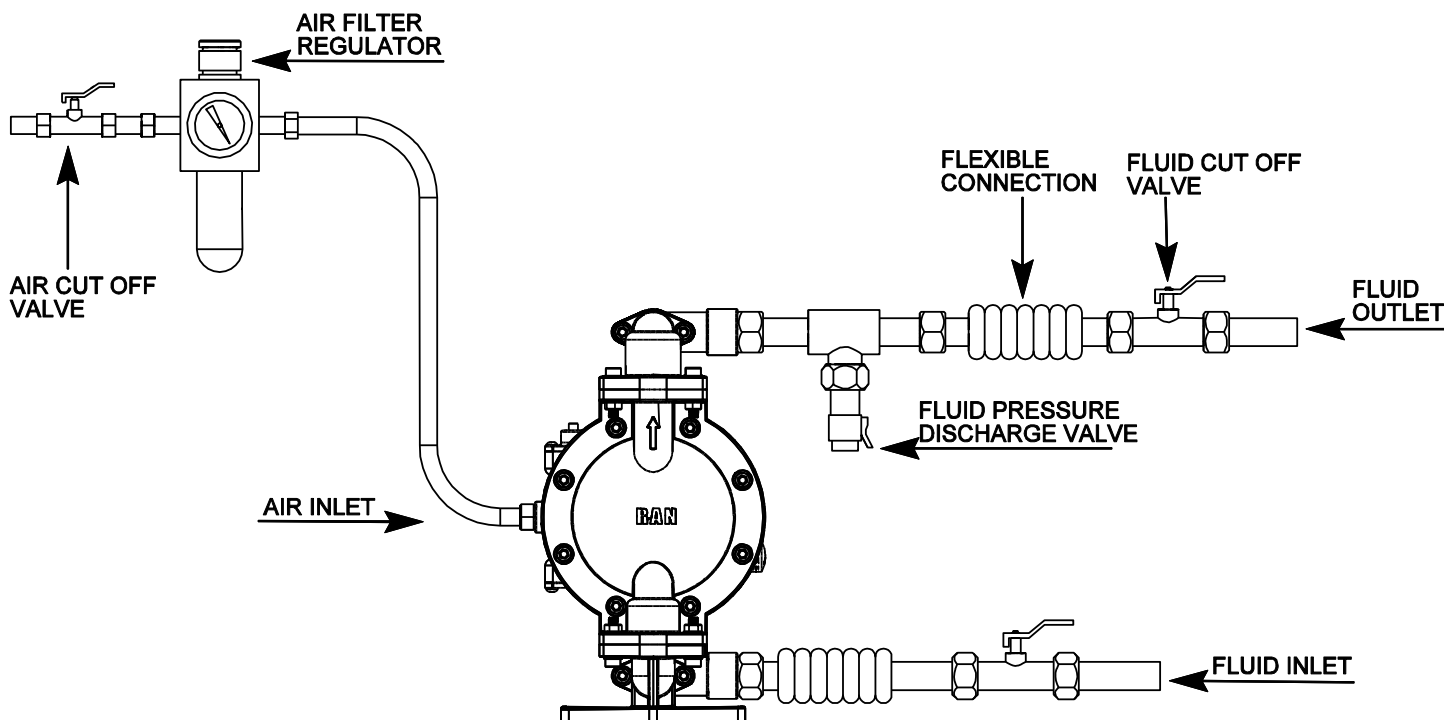 AIR FILTER
REGULATOR
AIR CUT OFF
VALVE
FLEXIBLE
CONNECTION
FLUID CUT OFF
VALVE
FLUID
OUTLET
FLUID PRESSURE
DISCHARGE VALVE
AIR INLET
RAN
FLUID INLET